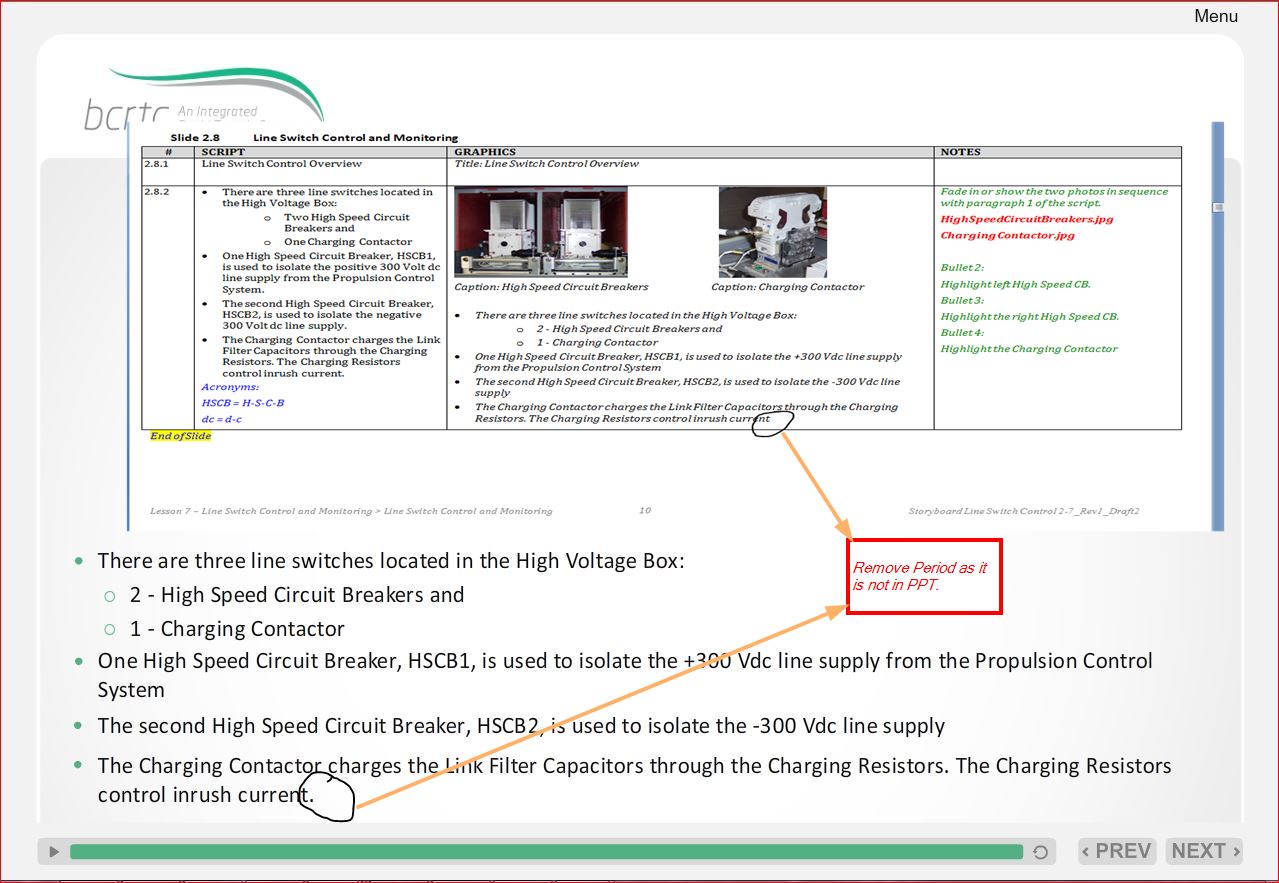 Menu
bcrtc An Integrated
Slide 2.8 Line Switch Control and Monitoring
# SCRIPT GRAPHICS NOTES
2.8.1 Line Switch Control Overview Title: Line Switch Control Overview
2.8.2
• There are three line switches located in
the High Voltage Box:
o Two High Speed Circuit
Breakers and
o One Charging Contactor
• One High Speed Circuit Breaker, HSCB1,
is used to isolate the positive 300 Volt dc
line supply from the Propulsion Control
System.
• The second High Speed Circuit Breaker,
HSCB2, is used to isolate the negative
300 Volt dc line supply.
• The Charging Contactor charges the Link
Filter Capacitors through the Charging
Resistors. The Charging Resistors
control inrush current.
Acronyms:
HSCB = H-S-C-B
dc = d-c
Caption: High Speed Circuit Breakers
Caption: Charging Contactor
• There are three line switches located in the High Voltage Box:
o 2 - High Speed Circuit Breakers and
o 1 - Charging Contactor
• One High Speed Circuit Breaker, HSCB1, is used to isolate the +300 Vdc line supply
from the Propulsion Control System
• The second High Speed Circuit Breaker, HSCB2, is used to isolate the -300 Vdc line
supply
• The Charging Contactor charges the Link Filter Capacitors through the Charging
Resistors. The Charging Resistors control inrush current
Fade in or show the two photos in sequence
with paragraph 1 of the script.
HighSpeedCircuitBreakers.jpg
Charging Contactor.jpg
Bullet 2:
Highlight left High Speed CB.
Bullet 3:
Highlight the right High Speed CB.
Bullet 4:
Highlight the Charging Contactor
End of Slide
Lesson 7 – Line Switch Control and Monitoring > Line Switch Control and Monitoring 10 Storyboard Line Switch Control 2-7_Rev1_Draft2
Remove Period as it
is not in PPT.
• There are three line switches located in the High Voltage Box:
○ 2 - High Speed Circuit Breakers and
○ 1 - Charging Contactor
• One High Speed Circuit Breaker, HSCB1, is used to isolate the +300 Vdc line supply from the Propulsion Control
System
• The second High Speed Circuit Breaker, HSCB2, is used to isolate the -300 Vdc line supply
• The Charging Contactor charges the Link Filter Capacitors through the Charging Resistors. The Charging Resistors
control inrush current.
‹ PREV NEXT ›